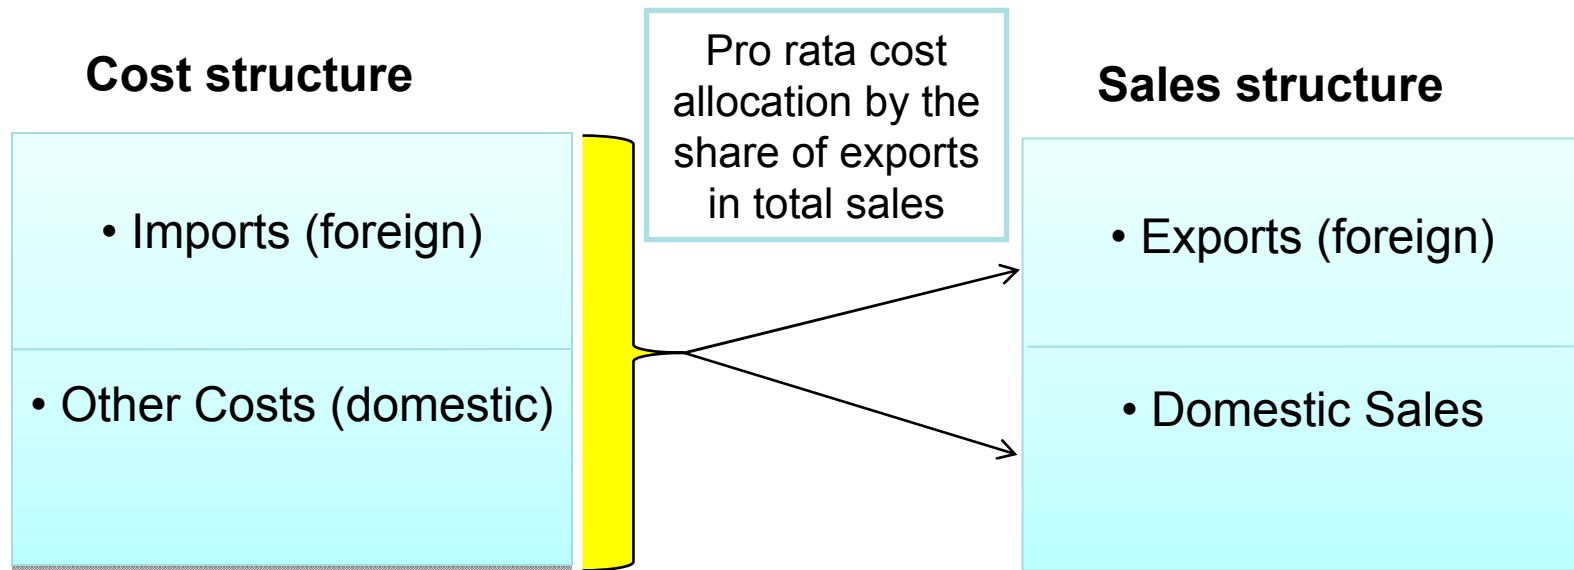 Cost structure
Pro rata cost
allocation by the
share of exports
in total sales
Sales structure
• Imports (foreign)
• Other Costs (domestic)
• Exports (foreign)
• Domestic Sales